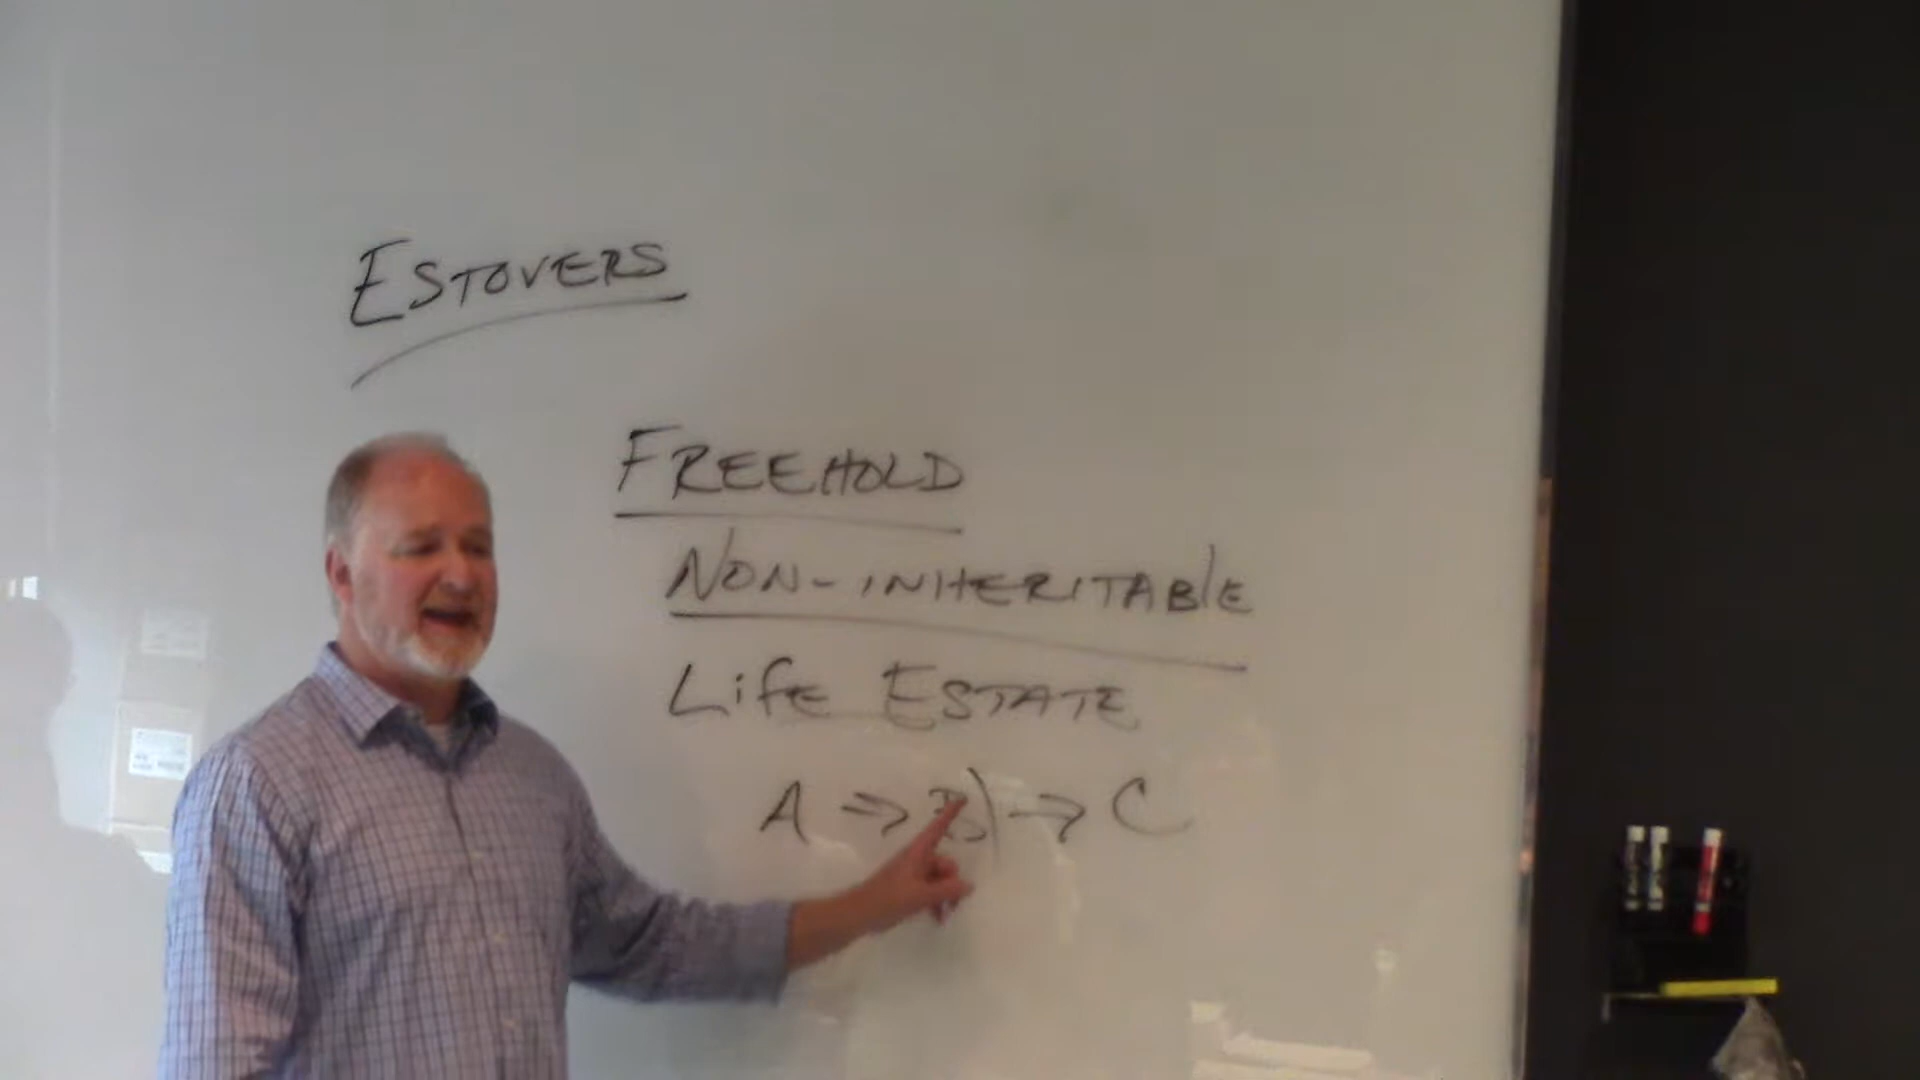 ESTOVERS
FREEHOLD
NON-INHERITABLE
LIFE ESTATE
A → B) → C